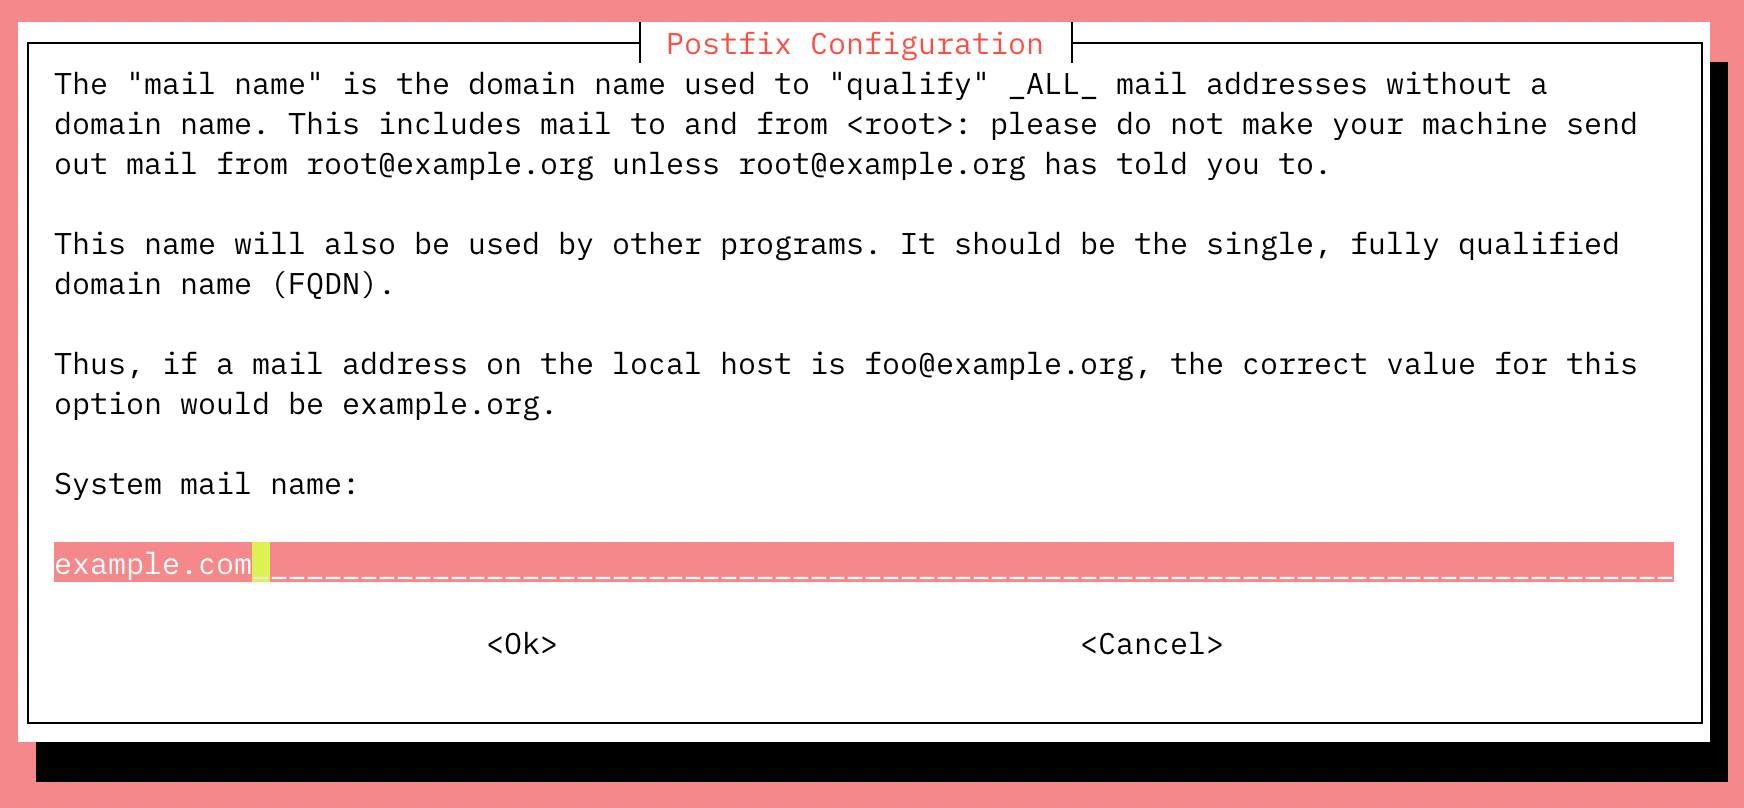 Postfix Configuration
The "mail name" is the domain name used to "qualify" _ALL_ mail addresses without a
domain name. This includes mail to and from <root>: please do not make your machine send
out mail from root@example.org unless root@example.org has told you to.
This name will also be used by other programs. It should be the single, fully qualified
domain name (FQDN).
Thus, if a mail address on the local host is foo@example.org, the correct value for this
option would be example.org.
System mail name:
example.com_______________________________________________________________________________
<Ok> <Cancel>